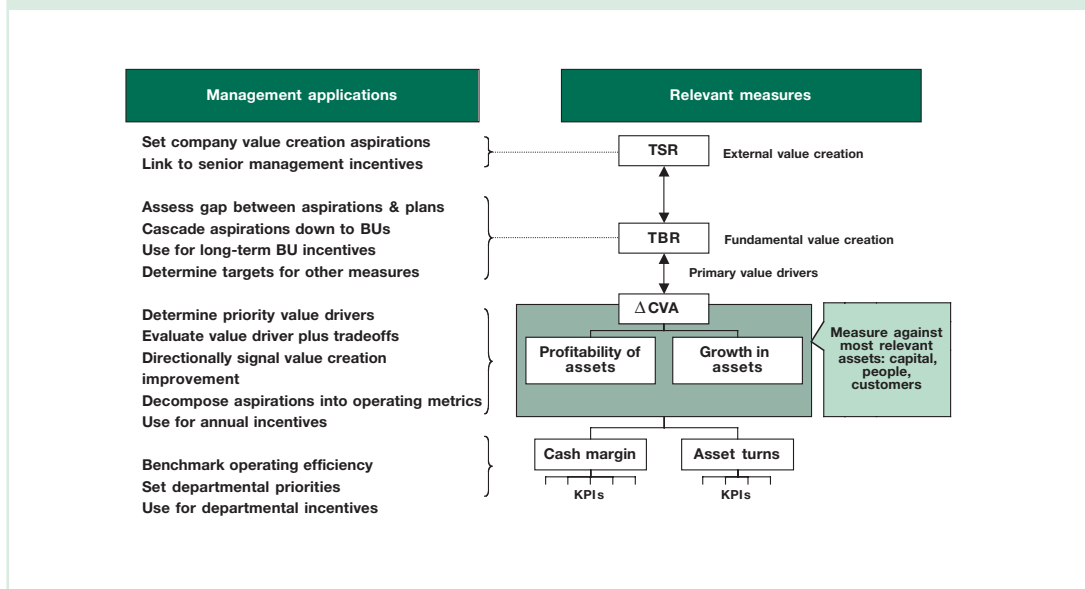 Management applications
Relevant measures
Set company value creation aspirations
Link to senior management incentives
TSR
External value creation
Assess gap between aspirations & plans
Cascade aspirations down to BUs
Use for long-term BU incentives
Determine targets for other measures
TBR
Fundamental value creation
Primary value drivers
Determine priority value drivers
Evaluate value driver plus tradeoffs
Directionally signal value creation
improvement
Decompose aspirations into operating metrics
Use for annual incentives
Δ CVA
Profitability of
assets
Growth in
assets
Measure against
most relevant
assets: capital,
people,
customers
Benchmark operating efficiency
Set departmental priorities
Use for departmental incentives
Cash margin
Asset turns
KPIs
KPIs